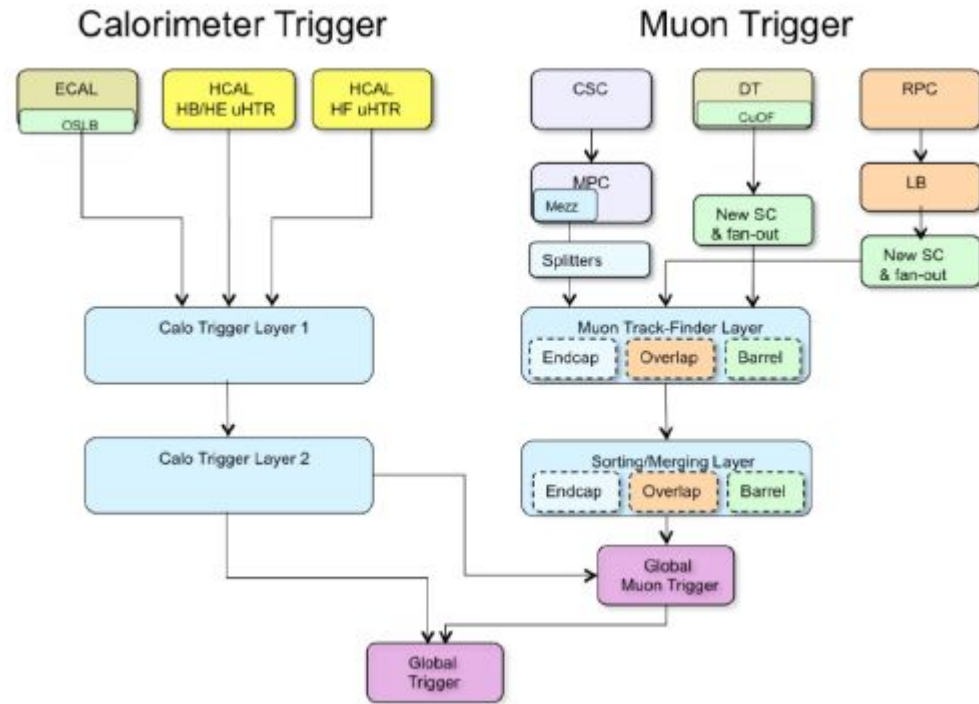 Calorimeter Trigger
Muon Trigger
ECAL
OSLB
HCAL
HB/HE uHTR
HCAL
HF uHTR
CSC
DT
CuOF
RPC
MPC
Mezz
LB
New SC
& fan-out
Splitters
New SC
& fan-out
Calo Trigger Layer 1
Muon Track-Finder Layer
Endcap
Overlap
Barrel
Calo Trigger Layer 2
Sorting/Merging Layer
Endcap
Overlap
Barrel
Global
Muon Trigger
Global
Trigger